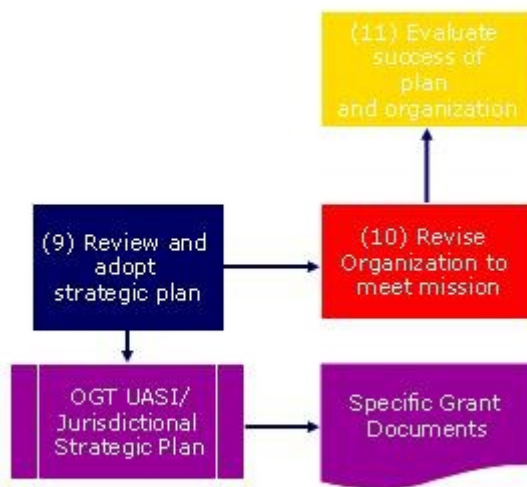 (11) Evaluate
success of
plan
and organization
(9) Review and
adopt
strategic plan
(10) Revise
Organization to
meet mission
OGT UASI/
Jurisdictional
Strategic Plan
Specific Grant
Documents